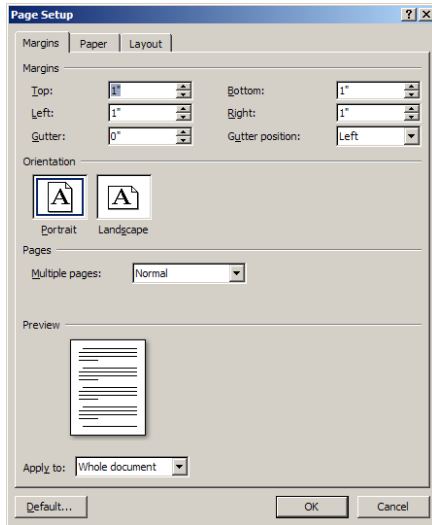 Page Setup
Margins Paper Layout
Margins
Top: 1" Bottom: 1"
Left: 1" Right: 1"
Gutter: 0" Gutter position: Left
Orientation
A A
Portrait Landscape
Pages
Multiple pages: Normal
Preview
Apply to: Whole document
Default... OK Cancel